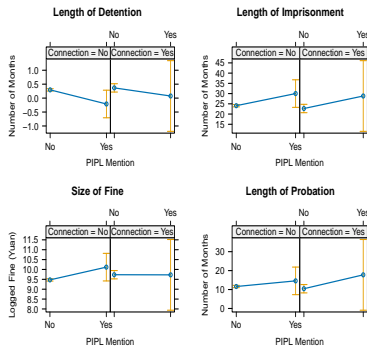 Length of Detention
No Yes
Connection = No Connection = Yes
Number of Months
1.0
0.5
0.0
−0.5
−1.0
No Yes
PIPL Mention
Length of Imprisonment
No Yes
Connection = No Connection = Yes
Number of Months
45
40
35
30
25
20
15
No Yes
PIPL Mention
Size of Fine
No Yes
Connection = No Connection = Yes
Logged Fine (Yuan)
11.5
11.0
10.5
10.0
9.5
9.0
8.5
8.0
No Yes
PIPL Mention
Length of Probation
No Yes
Connection = No Connection = Yes
Number of Months
30
20
10
0
No Yes
PIPL Mention